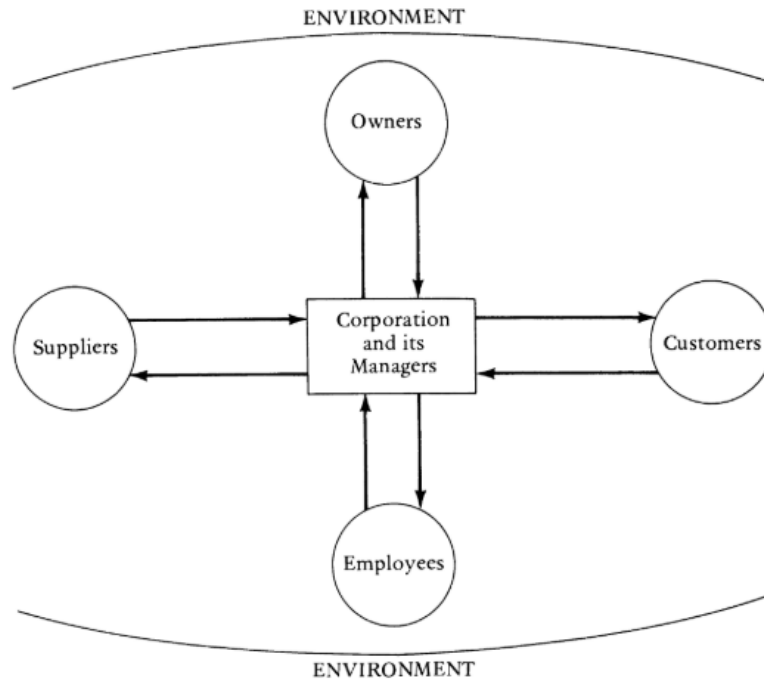 ENVIRONMENT
Owners
Suppliers
Corporation
and its
Managers
Customers
Employees
ENVIRONMENT